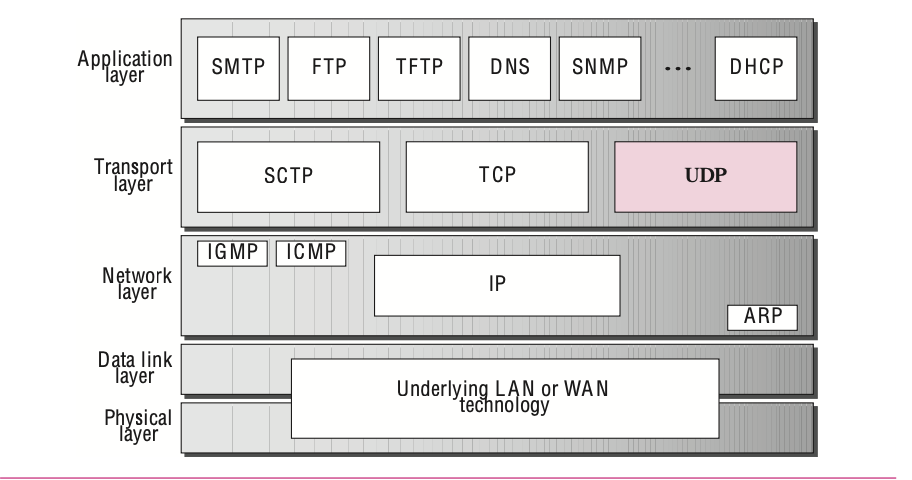 Application
layer
SMTP FTP TFTP DNS SNMP ... DHCP
Transport
layer
SCTP TCP UDP
Network
layer
IGMP ICMP IP ARP
Data link
layer
Underlying LAN or WAN
technology
Physical
layer